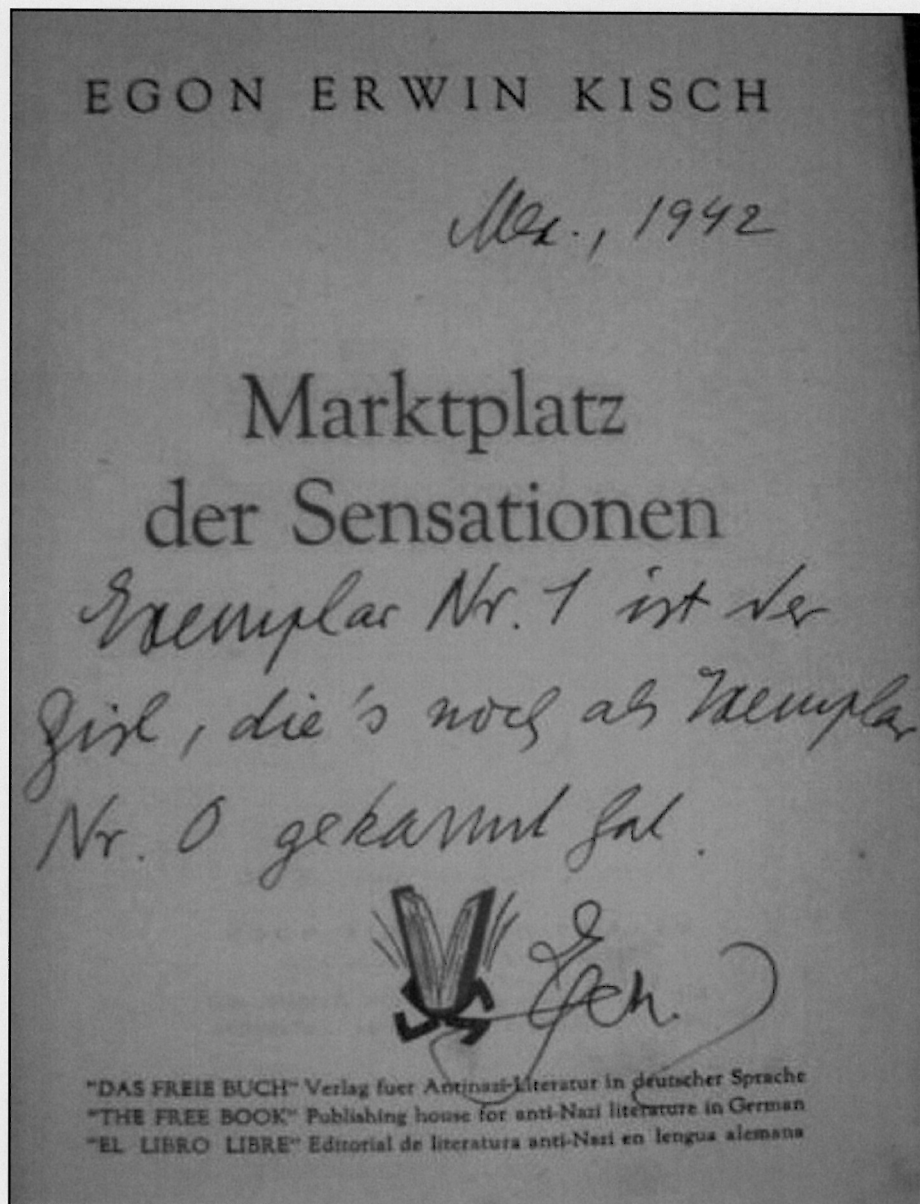 EGON ERWIN KISCH
Mex., 1942
Marktplatz
der Sensationen
Exemplar Nr. 1 ist der
Gisl, die's noch als Exemplar
Nr. 0 gekannt hat.
"DAS FREIE BUCH" Verlag fuer Antinazi-Literatur in deutscher Sprache
"THE FREE BOOK" Publishing house for anti-Nazi literature in German
"EL LIBRO LIBRE" Editorial de literatura anti-Nazi en lengua alemana